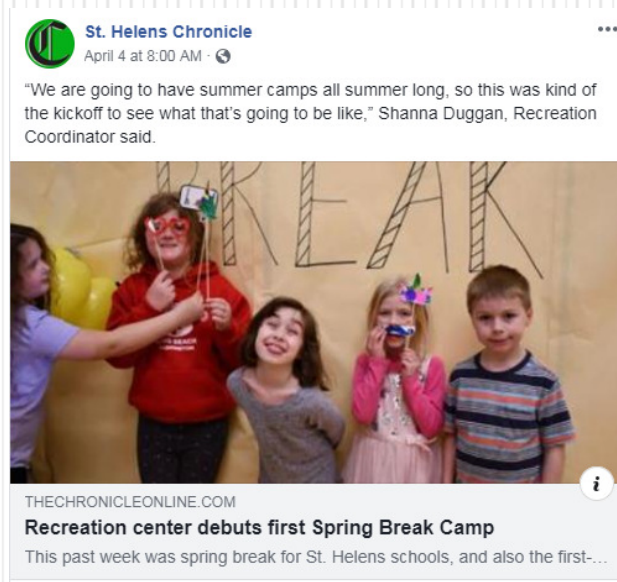 St. Helens Chronicle
April 4 at 8:00 AM ·
“We are going to have summer camps all summer long, so this was kind of
the kickoff to see what that’s going to be like,” Shanna Duggan, Recreation
Coordinator said.
BREAK
THECHRONICLEONLINE.COM
Recreation center debuts first Spring Break Camp
This past week was spring break for St. Helens schools, and also the first-...